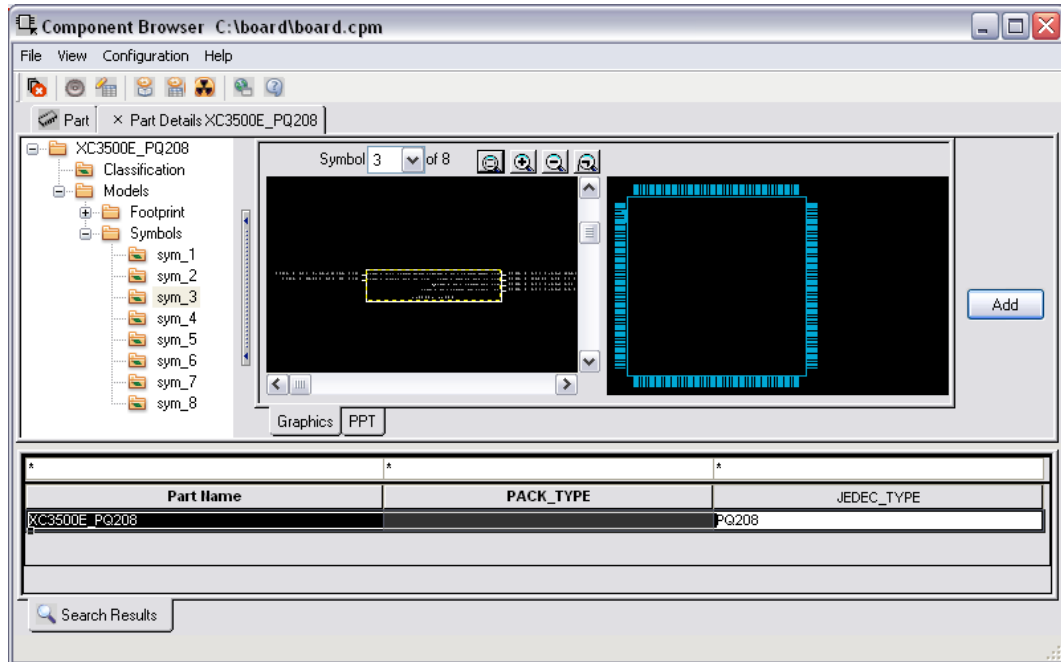 Component Browser C:\board\board.cpm
File View Configuration Help
Part × Part Details XC3500E_PQ208
XC3500E_PQ208
Classification
Models
Footprint
Symbols
sym_1
sym_2
sym_3
sym_4
sym_5
sym_6
sym_7
sym_8
Symbol 3 of 8
Add
Graphics PPT
* * *
Part Name PACK_TYPE JEDEC_TYPE
XC3500E_PQ208 PQ208
Search Results